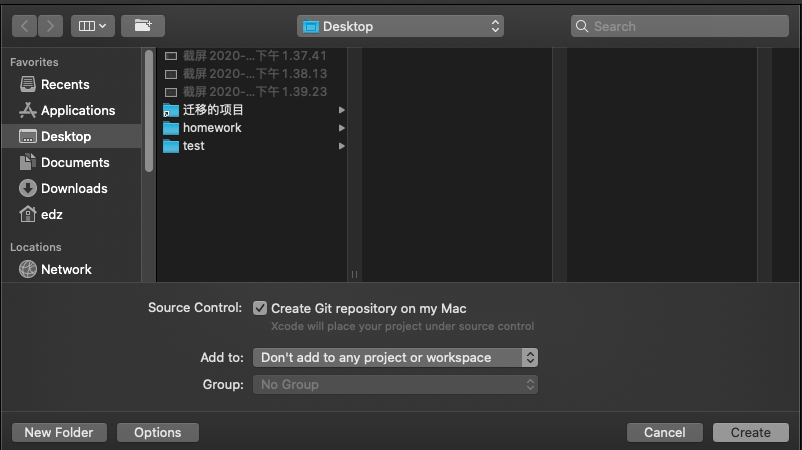 Desktop
Search
Favorites
Recents
Applications
Desktop
Documents
Downloads
edz
Locations
Network
截屏 2020-...下午 1.37.41
截屏 2020-...下午 1.38.13
截屏 2020-...下午 1.39.23
迁移的项目
homework
test
Source Control:
Create Git repository on my Mac
Xcode will place your project under source control
Add to:
Don't add to any project or workspace
Group:
No Group
New Folder
Options
Cancel
Create